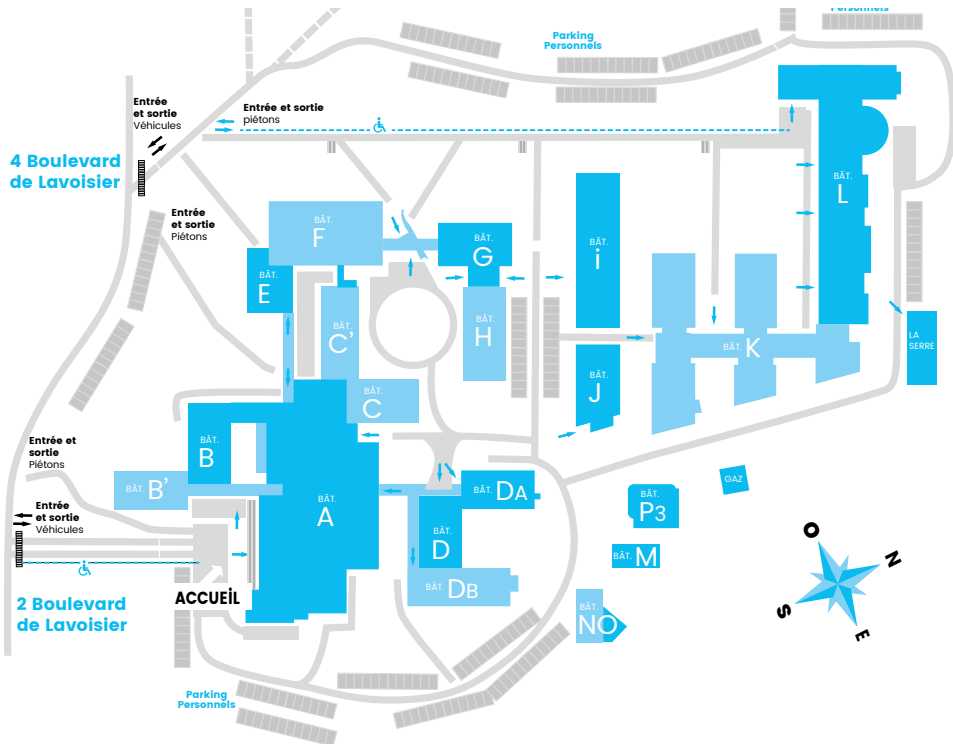 Personnels
Parking
Personnels
Entrée
et sortie
Véhicules
Entrée et sortie
piétons
4 Boulevard
de Lavoisier
Entrée
et sortie
Piétons
BÂT.
F
BÂT.
G
BÂT.
E
BÂT.
i
BÂT.
L
BÂT.
C'
BÂT.
H
BÂT. K
LA
SERRE
BÂT.
J
BÂT.
C
BÂT.
B
Entrée et
sortie
Piétons
BÂT. B'
BÂT.
A
BÂT. DA
GAZ
BÂT.
P3
Entrée
et sortie
Véhicules
BÂT.
D
BÂT. M
BÂT. DB
ACCUEiL
2 Boulevard
de Lavoisier
BÂT.
NO
O
N
S
E
Parking
Personnels